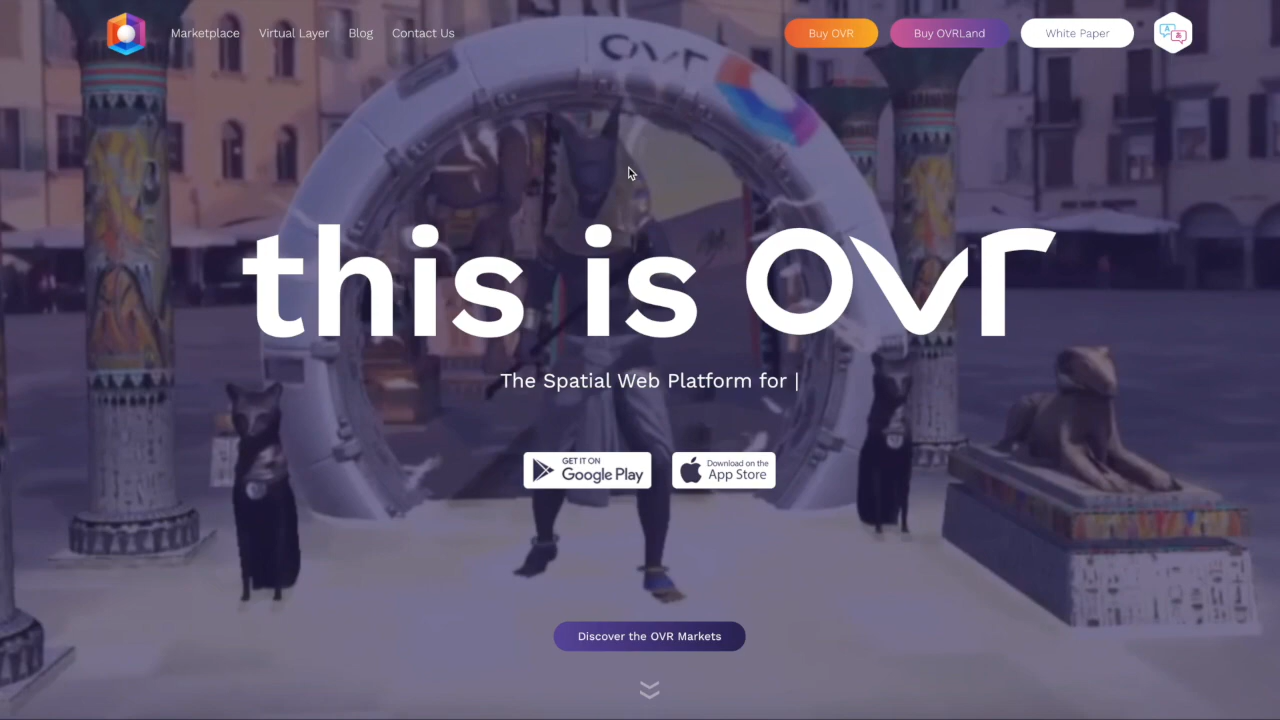 Marketplace
Virtual Layer
Blog
Contact Us
Buy OVR
Buy OVRLand
White Paper
OVR
this is OVR
The Spatial Web Platform for |
GET IT ON
Google Play
Download on the
App Store
Discover the OVR Markets